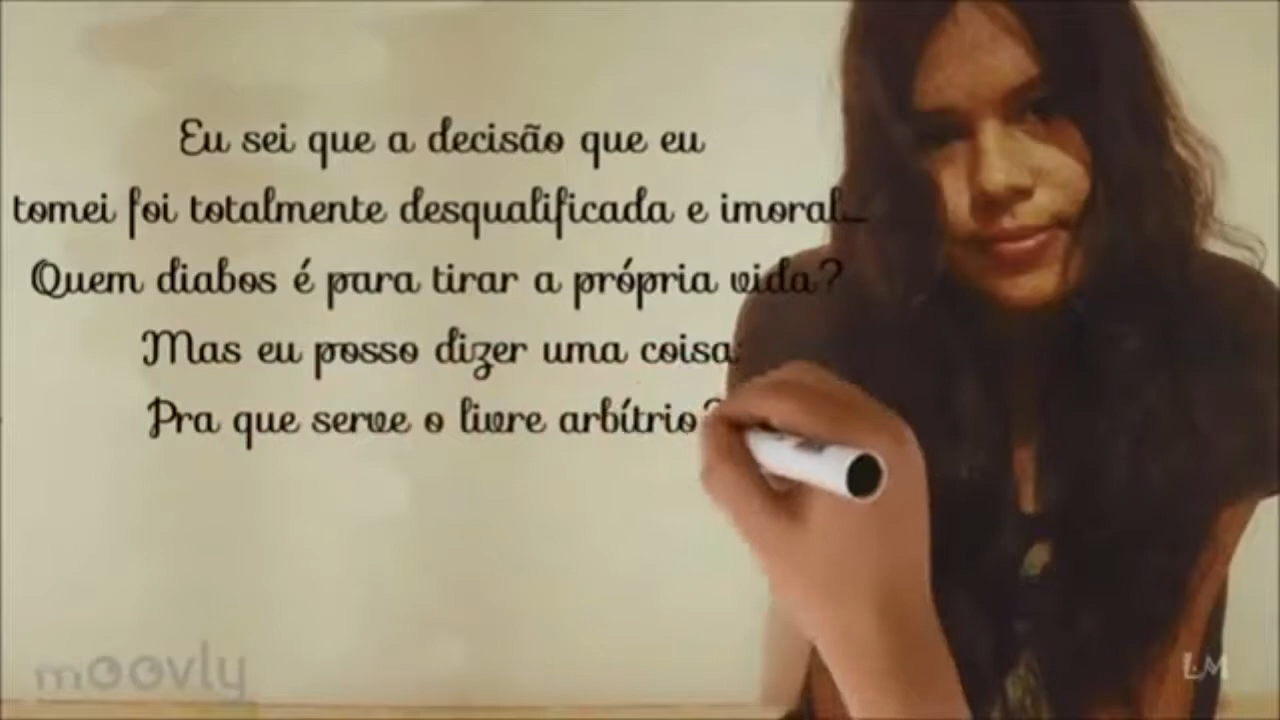 Eu sei que a decisão que eu
tomei foi totalmente desqualificada e imoral...
Quem diabos é para tirar a própria vida?
Mas eu posso dizer uma coisa:
Pra que serve o livre arbítrio?
moovly
LM